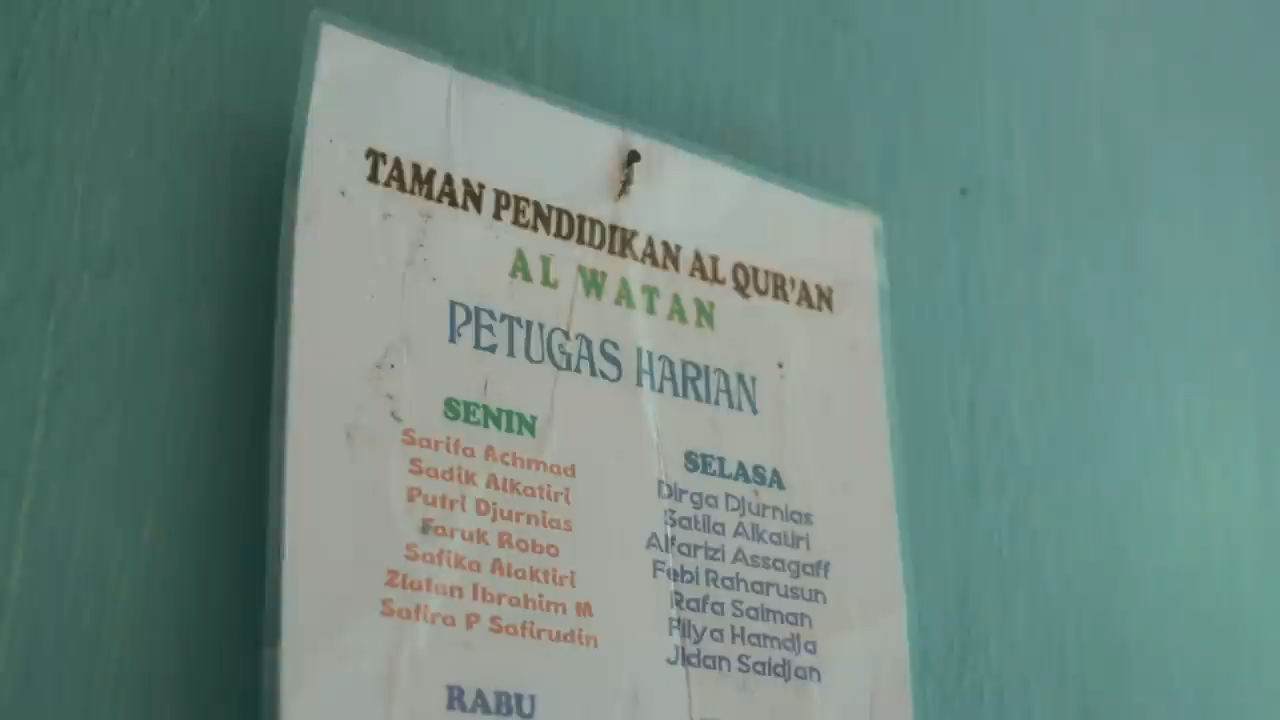 TAMAN PENDIDIKAN AL QUR'AN
AL WATAN
PETUGAS HARIAN
SENIN
Sarifa Achmad
Sadik Alkatiri
Putri Djurnias
Faruk Robo
Safika Alaktiri
Zlatan Ibrahim M
Safira P Safirudin
SELASA
Dirga Djurnias
Satila Alkatiri
Alfarizi Assagaff
Febi Raharusun
Rafa Salman
Filya Hamdja
Jidan Saidjan
RABU